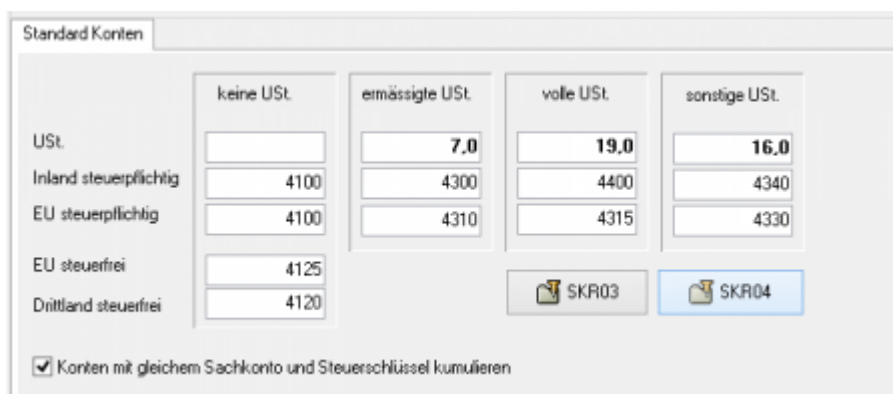 Standard Konten
keine USt. ermässigte USt. volle USt. sonstige USt.
USt. 7,0 19,0 16,0
Inland steuerpflichtig 4100 4300 4400 4340
EU steuerpflichtig 4100 4310 4315 4330
EU steuerfrei 4125
Drittland steuerfrei 4120
SKR03 SKR04
Konten mit gleichem Sachkonto und Steuerschlüssel kumulieren